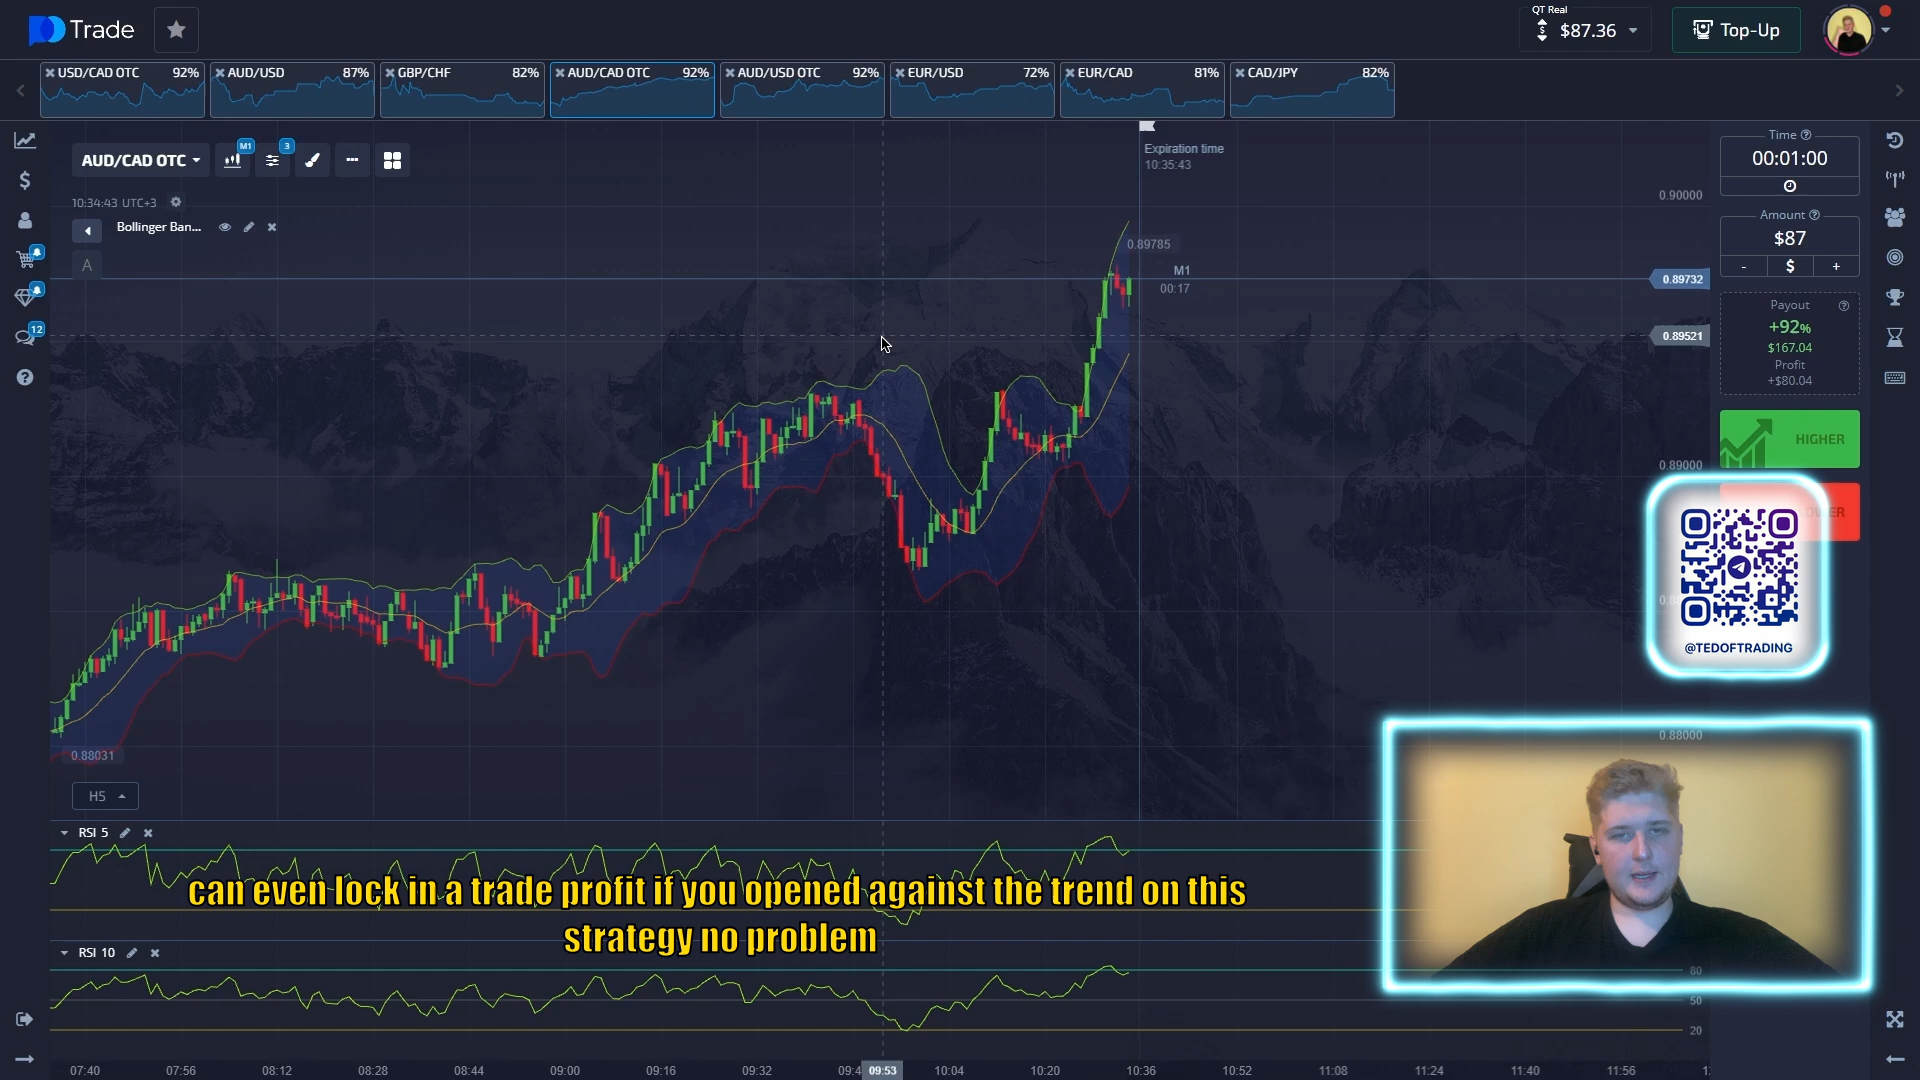 Trade
QT Real
$87.36
Top-Up
USD/CAD OTC 92%
AUD/USD 87%
GBP/CHF 82%
AUD/CAD OTC 92%
AUD/USD OTC 92%
EUR/USD 72%
EUR/CAD 81%
CAD/JPY 82%
AUD/CAD OTC
M1
3
Expiration time
10:35:43
10:34:43 UTC+3
Bollinger Ban...
A
Time
00:01:00
Amount
$87
- $ +
Payout
+92%
$167.04
Profit
+$80.04
HIGHER
0.90000
0.89785
M1
00:17
0.89732
0.89521
0.89000
0.88000
0.88031
12
@TEDOFTRADING
H5
RSI 5
can even lock in a trade profit if you opened against the trend on this
strategy no problem
RSI 10
80
50
20
07:40 07:56 08:12 08:28 08:44 09:00 09:16 09:32 09:53 10:04 10:20 10:36 10:52 11:08 11:24 11:40 11:56